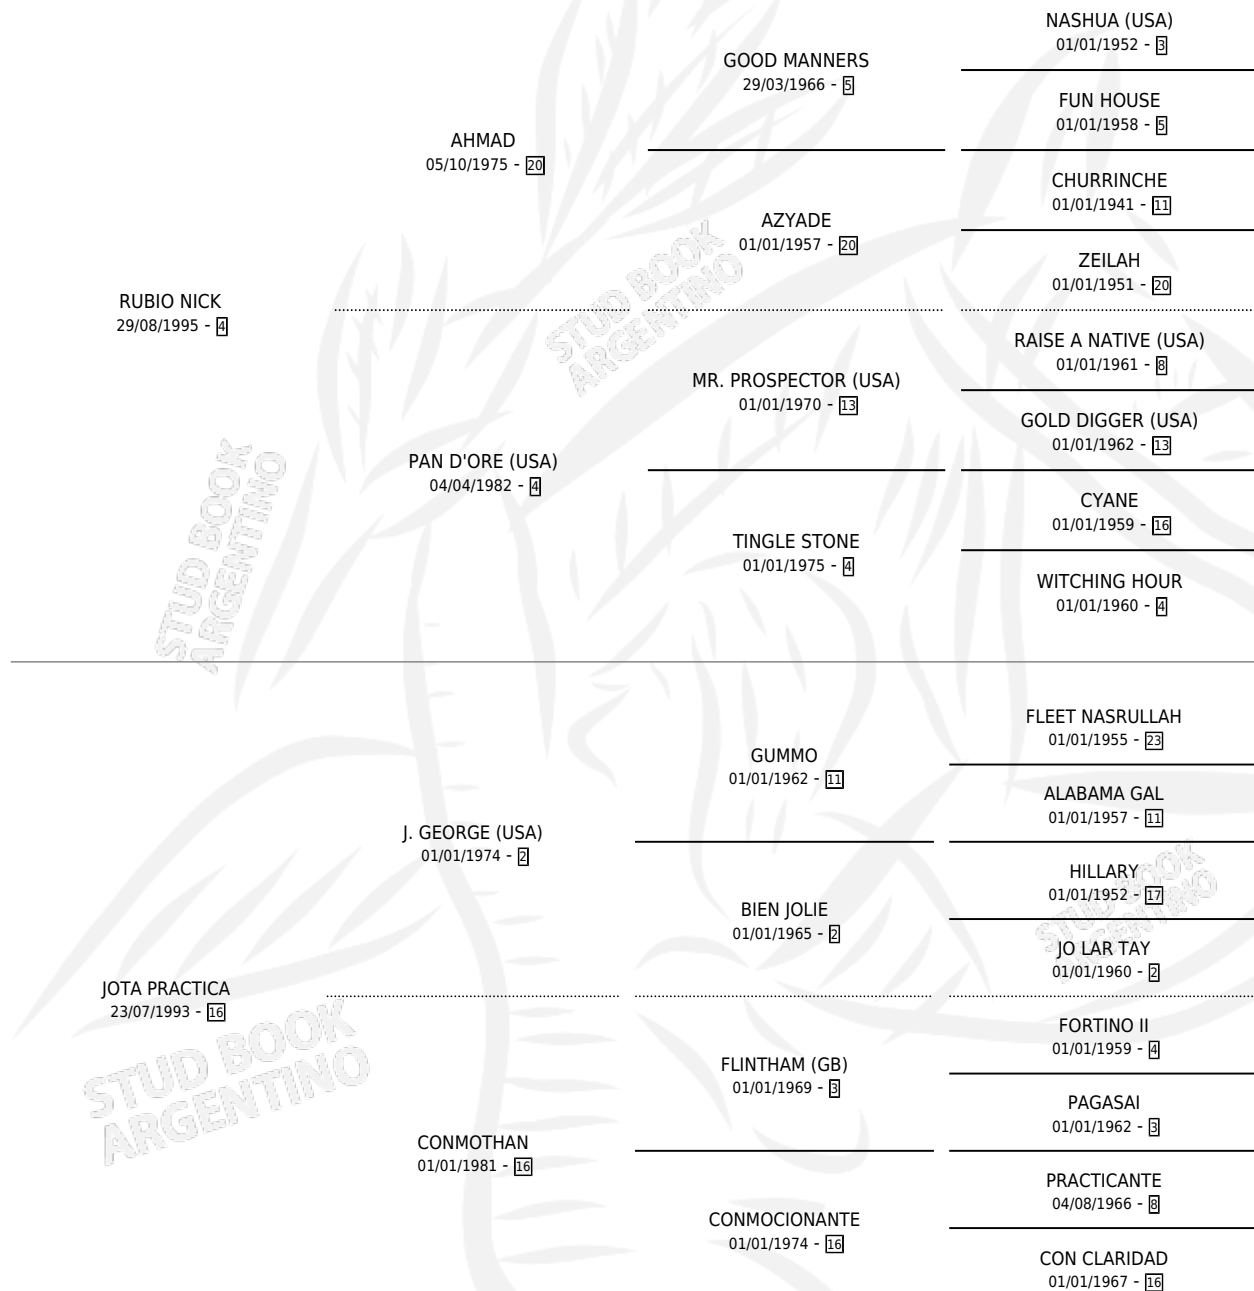 NASHUA (USA)
01/01/1952 - 3
GOOD MANNERS
29/03/1966 - 5
FUN HOUSE
01/01/1958 - 5
AHMAD
05/10/1975 - 20
CHURRINCHE
01/01/1941 - 11
AZYADE
01/01/1957 - 20
ZEILAH
01/01/1951 - 20
RUBIO NICK
29/08/1995 - 4
RAISE A NATIVE (USA)
01/01/1961 - 8
MR. PROSPECTOR (USA)
01/01/1970 - 13
GOLD DIGGER (USA)
01/01/1962 - 13
PAN D'ORE (USA)
04/04/1982 - 4
CYANE
01/01/1959 - 16
TINGLE STONE
01/01/1975 - 4
WITCHING HOUR
01/01/1960 - 4
FLEET NASRULLAH
01/01/1955 - 23
GUMMO
01/01/1962 - 11
ALABAMA GAL
01/01/1957 - 11
J. GEORGE (USA)
01/01/1974 - 2
HILLARY
01/01/1952 - 17
BIEN JOLIE
01/01/1965 - 2
JO LAR TAY
01/01/1960 - 2
JOTA PRACTICA
23/07/1993 - 16
FORTINO II
01/01/1959 - 4
FLINTHAM (GB)
01/01/1969 - 3
PAGASAI
01/01/1962 - 3
CONMOTHAN
01/01/1981 - 16
PRACTICANTE
04/08/1966 - 8
CONMOCIONANTE
01/01/1974 - 16
CON CLARIDAD
01/01/1967 - 16
STUD BOOK
ARGENTINO
STUD BOOK
ARGENTINO
STUD BOOK
ARGENTINO
STUD BOOK
ARGENTINO